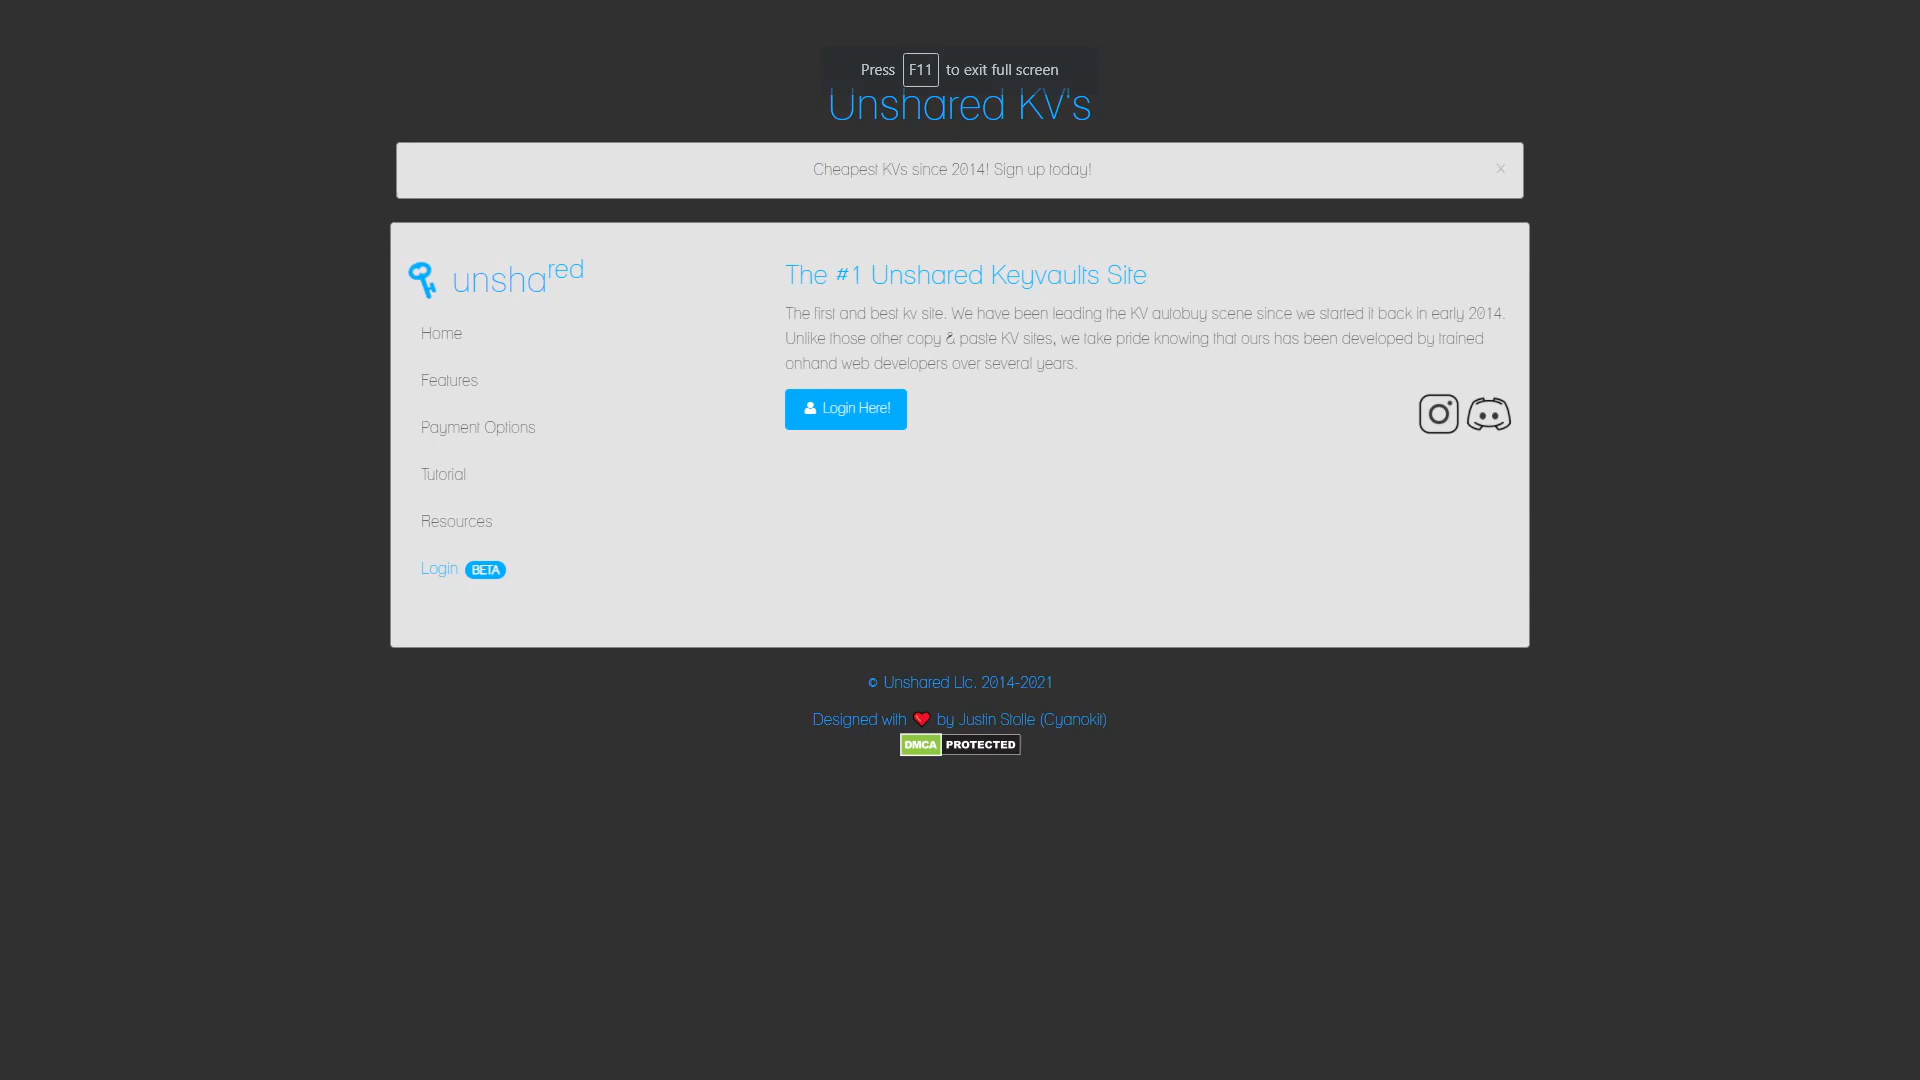 Press F11 to exit full screen
Unshared KV's
Cheapest KVs since 2014! Sign up today!
x
unshared
Home
Features
Payment Options
Tutorial
Resources
Login BETA
The #1 Unshared Keyvaults Site
The first and best kv site. We have been leading the KV autobuy scene since we started it back in early 2014.
Unlike those other copy & paste KV sites, we take pride knowing that ours has been developed by trained
onhand web developers over several years.
Login Here!
© Unshared Llc. 2014-2021
Designed with ❤ by Justin Stolle (Cyanokit)
DMCA PROTECTED